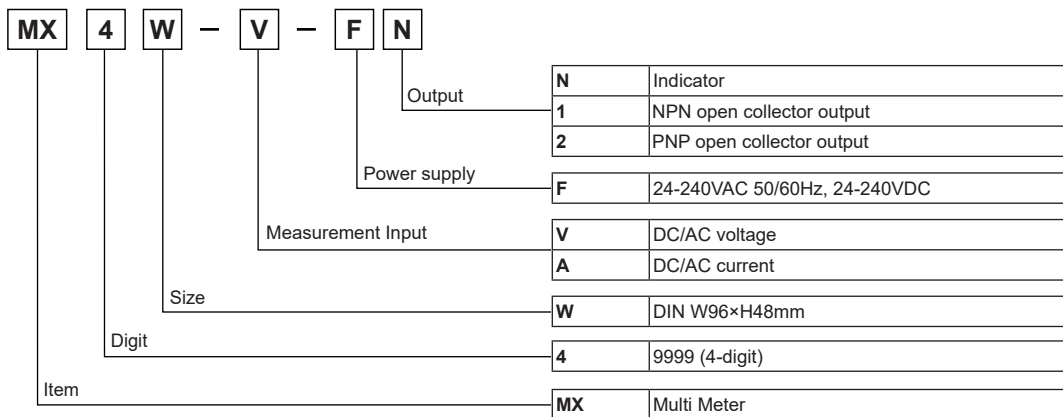 MX 4 W – V – F N
Output
N Indicator
1 NPN open collector output
2 PNP open collector output
Power supply
F 24-240VAC 50/60Hz, 24-240VDC
Measurement Input
V DC/AC voltage
A DC/AC current
Size
W DIN W96×H48mm
Digit
4 9999 (4-digit)
Item
MX Multi Meter